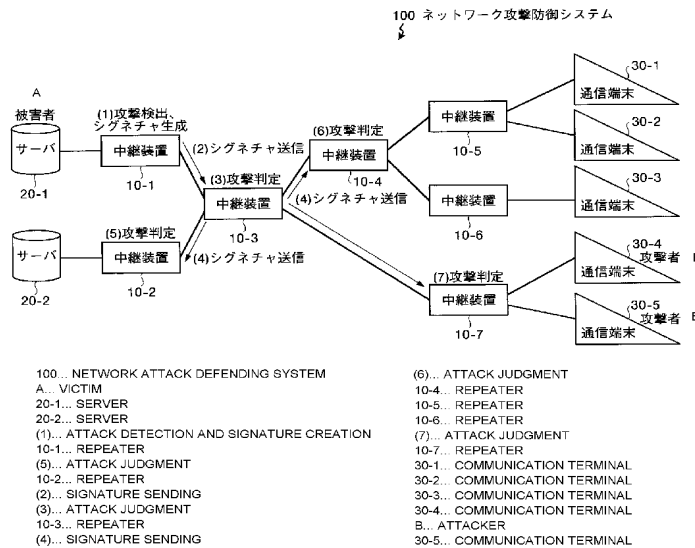 100 ネットワーク攻撃防御システム
A
被害者
サーバ
20-1
(1)攻撃検出、
シグネチャ生成
中継装置
10-1
(2)シグネチャ送信
(3)攻撃判定
中継装置
10-3
(4)シグネチャ送信
(4)シグネチャ送信
(5)攻撃判定
中継装置
10-2
サーバ
20-2
(6)攻撃判定
中継装置
10-4
中継装置
10-5
中継装置
10-6
(7)攻撃判定
中継装置
10-7
30-1
通信端末
30-2
通信端末
30-3
通信端末
30-4
攻撃者
通信端末
30-5
攻撃者
通信端末
100... NETWORK ATTACK DEFENDING SYSTEM
A... VICTIM
20-1... SERVER
20-2... SERVER
(1)... ATTACK DETECTION AND SIGNATURE CREATION
10-1... REPEATER
(5)... ATTACK JUDGMENT
10-2... REPEATER
(2)... SIGNATURE SENDING
(3)... ATTACK JUDGMENT
10-3... REPEATER
(4)... SIGNATURE SENDING
(6)... ATTACK JUDGMENT
10-4... REPEATER
10-5... REPEATER
10-6... REPEATER
(7)... ATTACK JUDGMENT
10-7... REPEATER
30-1... COMMUNICATION TERMINAL
30-2... COMMUNICATION TERMINAL
30-3... COMMUNICATION TERMINAL
30-4... COMMUNICATION TERMINAL
B... ATTACKER
30-5... COMMUNICATION TERMINAL